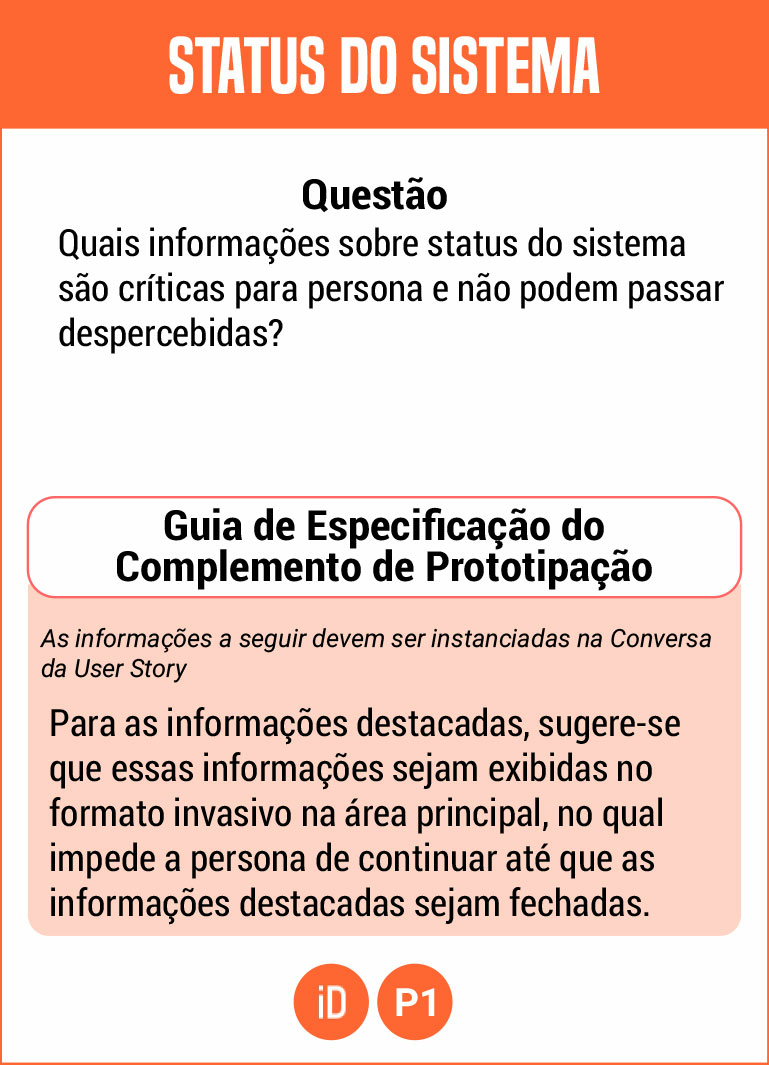 STATUS DO SISTEMA
Questão
Quais informações sobre status do sistema
são críticas para persona e não podem passar
despercebidas?
Guia de Especificação do
Complemento de Prototipação
As informações a seguir devem ser instanciadas na Conversa
da User Story
Para as informações destacadas, sugere-se
que essas informações sejam exibidas no
formato invasivo na área principal, no qual
impede a persona de continuar até que as
informações destacadas sejam fechadas.
iD P1